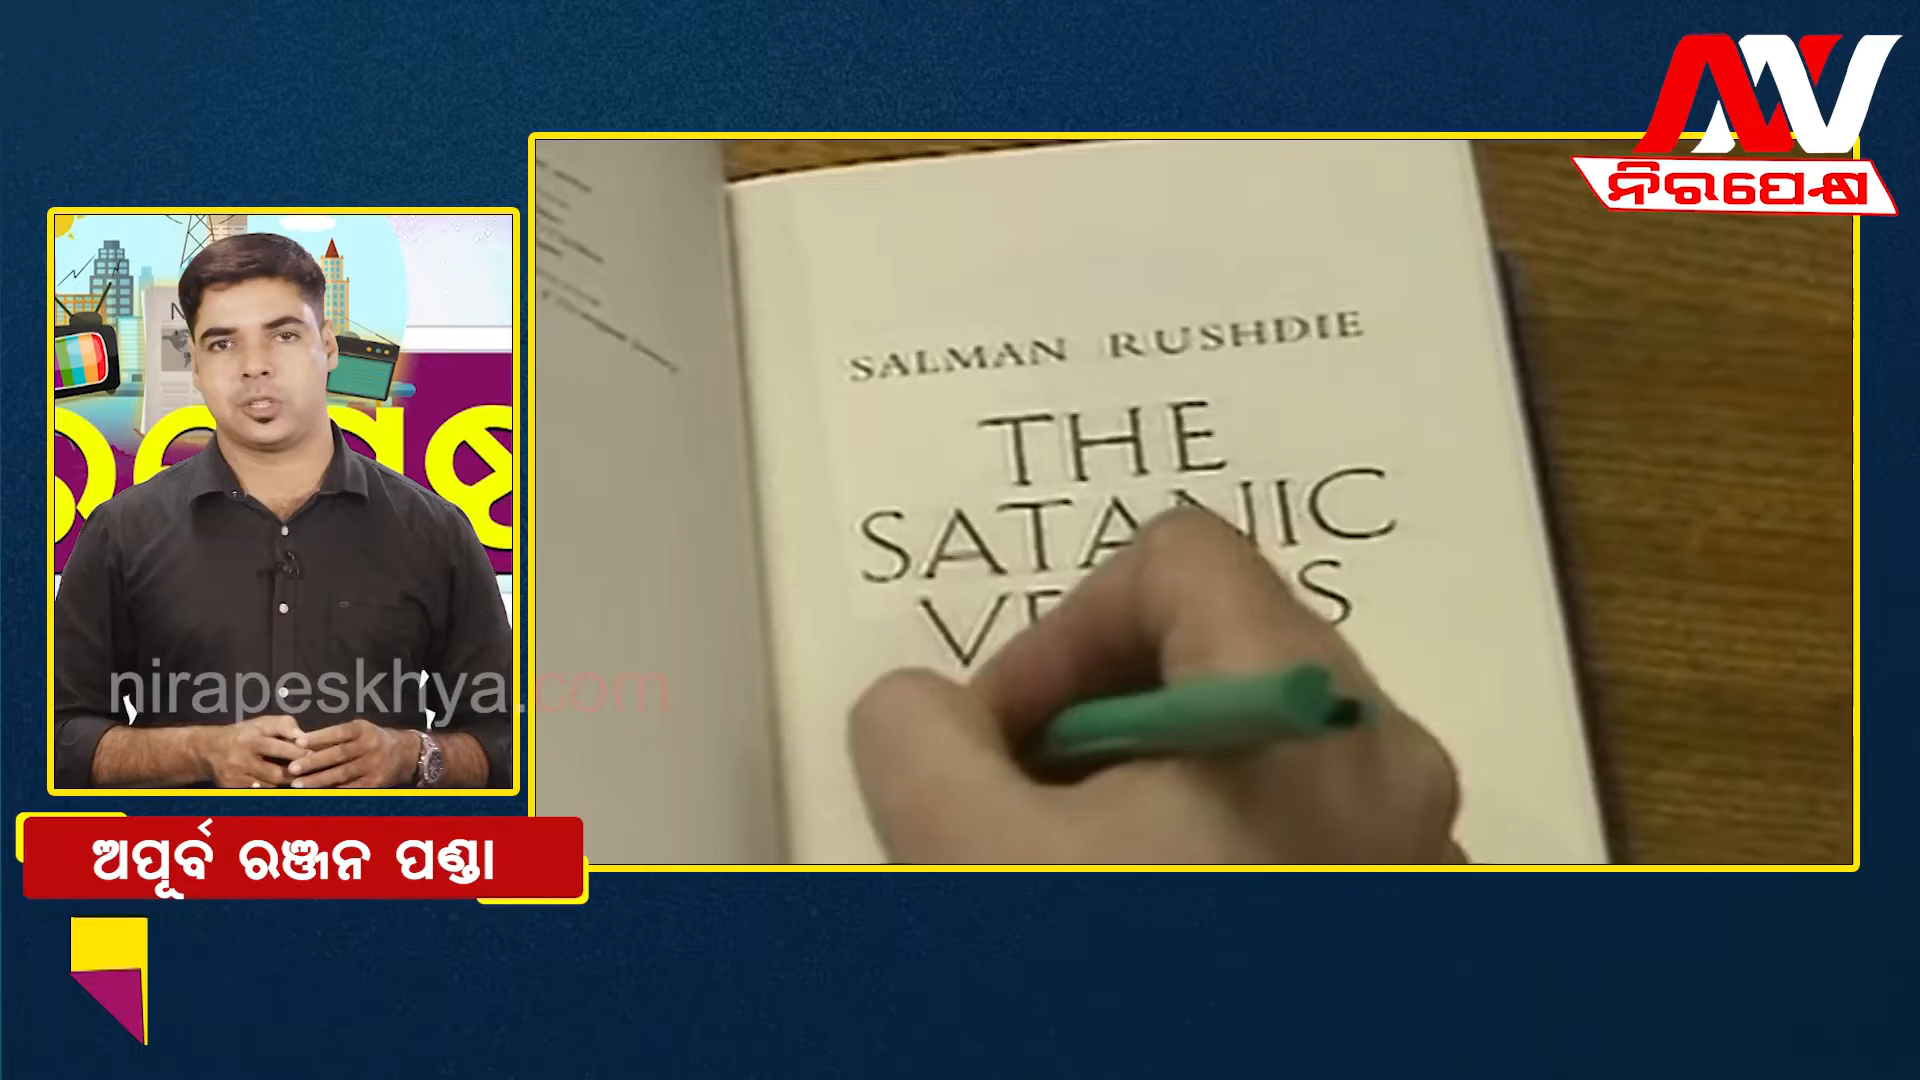 ନିରପେକ୍ଷ
SALMAN RUSHDIE
THE
SATANIC
nirapeskhya.com
ଅପୂର୍ବ ରଞ୍ଜନ ପଣ୍ଡା